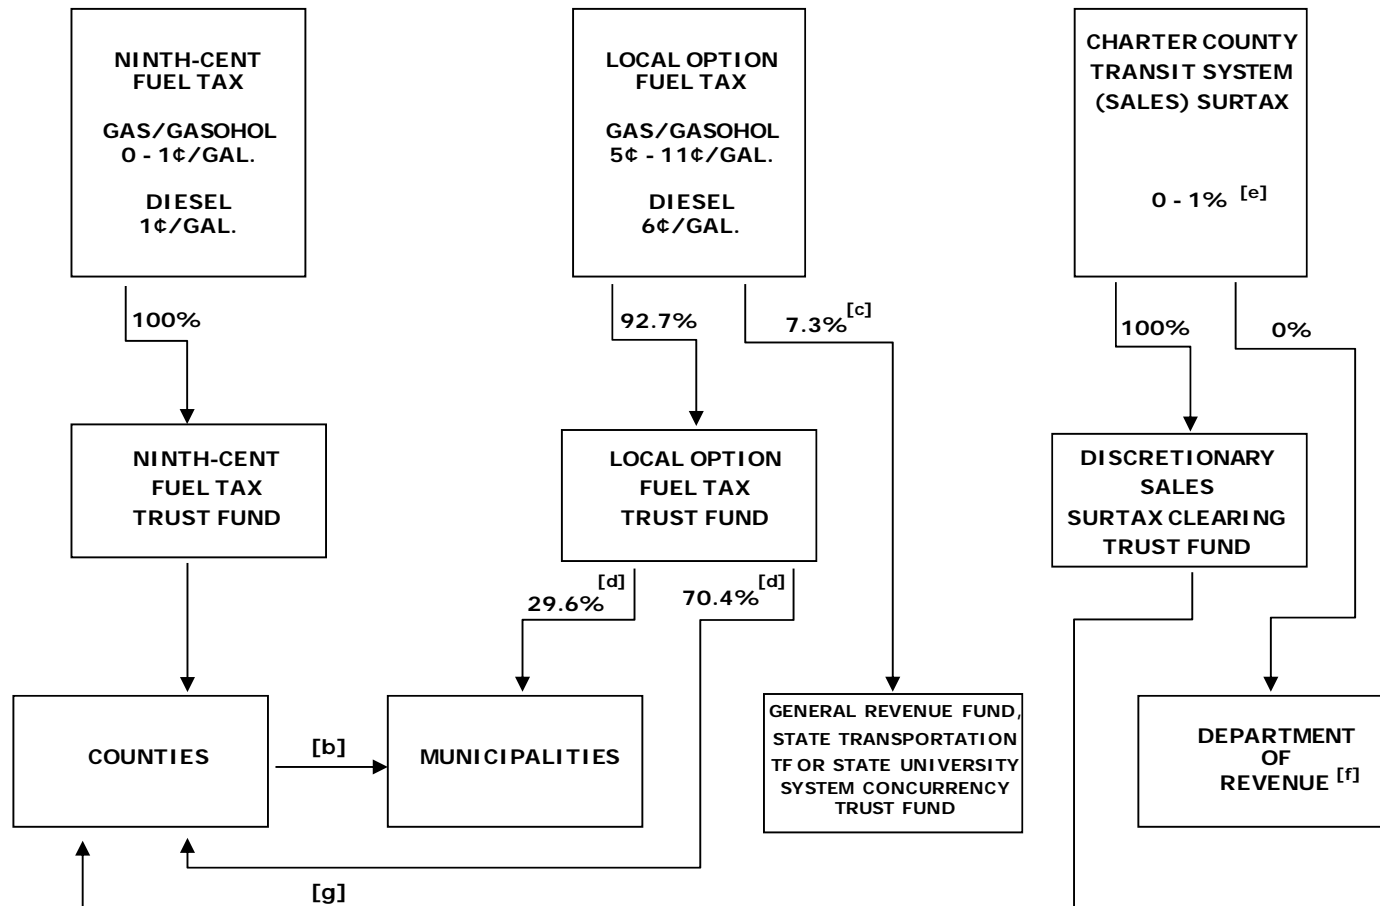 NINTH-CENT
FUEL TAX
GAS/GASOHOL
0 - 1¢/GAL.
DIESEL
1¢/GAL.
LOCAL OPTION
FUEL TAX
GAS/GASOHOL
5¢ - 11¢/GAL.
DIESEL
6¢/GAL.
CHARTER COUNTY
TRANSIT SYSTEM
(SALES) SURTAX
0 - 1% [e]
100%
92.7%
7.3% [c]
100%
0%
NINTH-CENT
FUEL TAX
TRUST FUND
LOCAL OPTION
FUEL TAX
TRUST FUND
DISCRETIONARY
SALES
SURTAX CLEARING
TRUST FUND
29.6% [d]
70.4% [d]
COUNTIES
[b]
MUNICIPALITIES
GENERAL REVENUE FUND,
STATE TRANSPORTATION
TF OR STATE UNIVERSITY
SYSTEM CONCURRENCY
TRUST FUND
DEPARTMENT
OF
REVENUE [f]
[g]